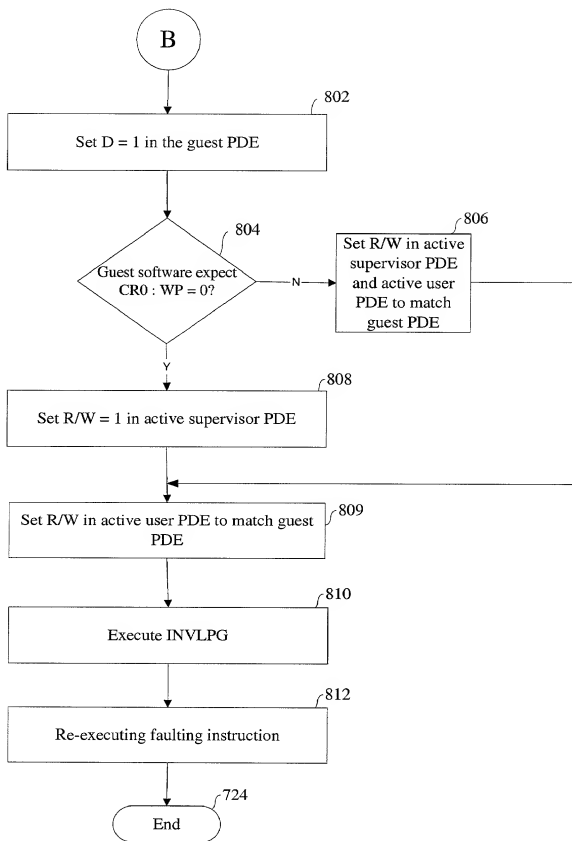 B
802
Set D = 1 in the guest PDE
804
Guest software expect
CR0 : WP = 0?
N
806
Set R/W in active
supervisor PDE
and active user
PDE to match
guest PDE
Y
808
Set R/W = 1 in active supervisor PDE
Set R/W in active user PDE to match guest
PDE
809
810
Execute INVLPG
812
Re-executing faulting instruction
724
End